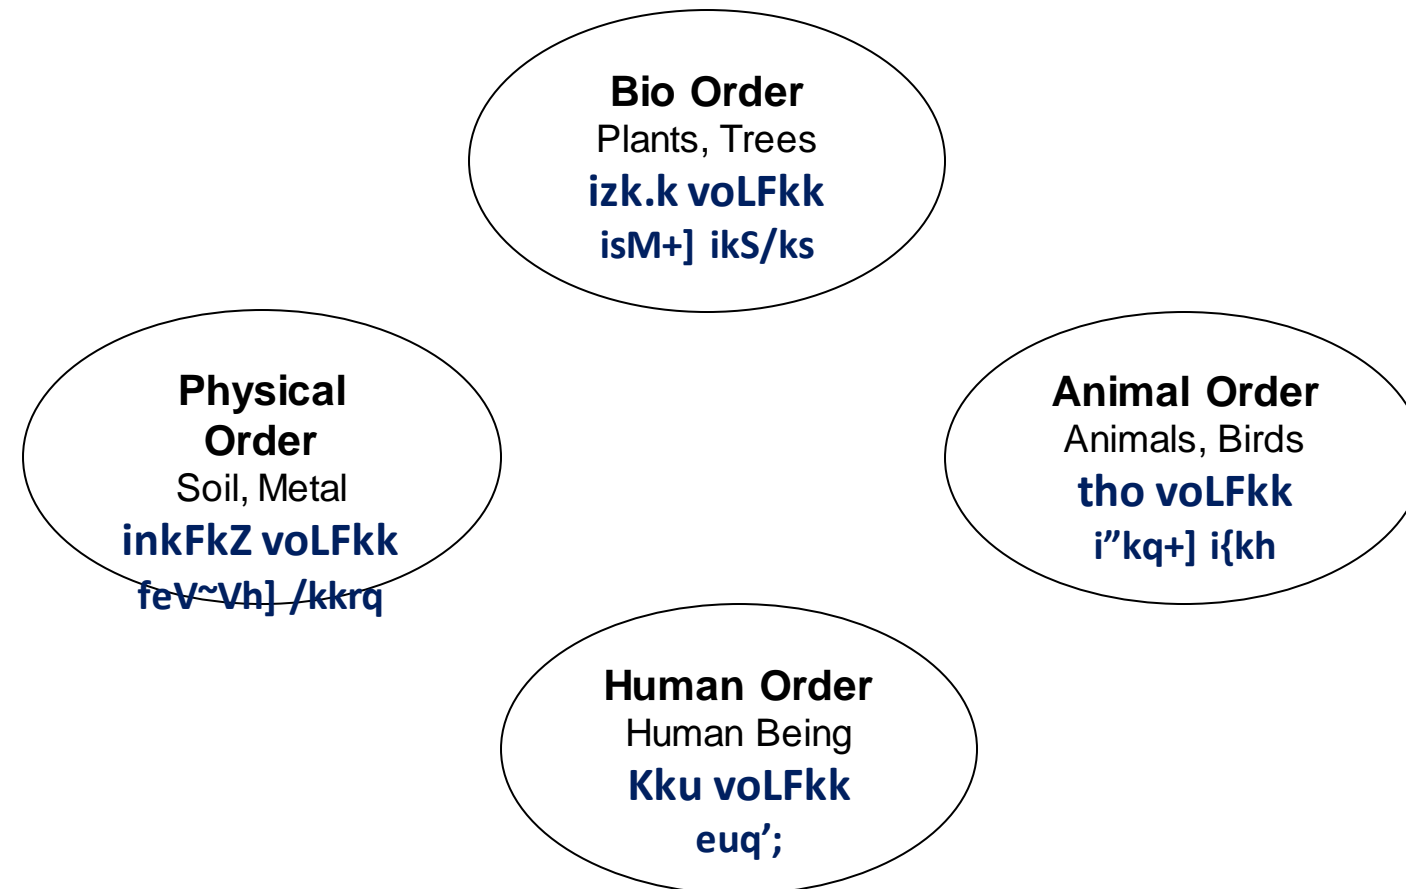 Bio Order
Plants, Trees
izk.k voLFkk
isM+] ikS/ks
Physical
Order
Soil, Metal
inkFkZ voLFkk
feV~Vh] /kkrq
Animal Order
Animals, Birds
tho voLFkk
i”kq+] i{kh
Human Order
Human Being
Kku voLFkk
euq’;